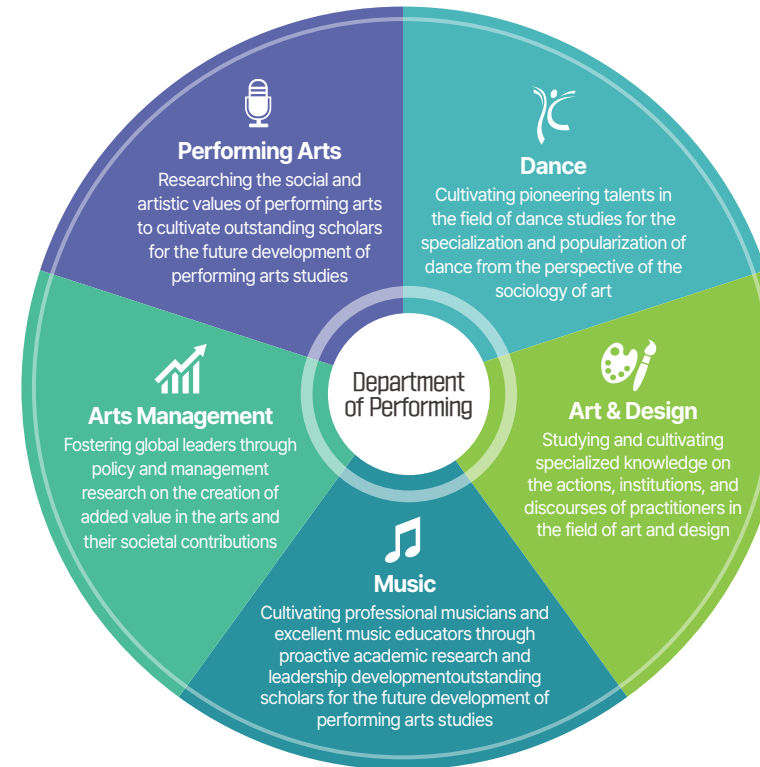 Performing Arts
Researching the social and
artistic values of performing arts
to cultivate outstanding scholars
for the future development of
performing arts studies
Dance
Cultivating pioneering talents in
the field of dance studies for the
specialization and popularization of
dance from the perspective of the
sociology of art
Arts Management
Fostering global leaders through
policy and management
research on the creation of
added value in the arts and
their societal contributions
Department
of Performing
Art & Design
Studying and cultivating
specialized knowledge on
the actions, institutions, and
discourses of practitioners in
the field of art and design
Music
Cultivating professional musicians and
excellent music educators through
proactive academic research and
leadership developmentoutstanding
scholars for the future development of
performing arts studies